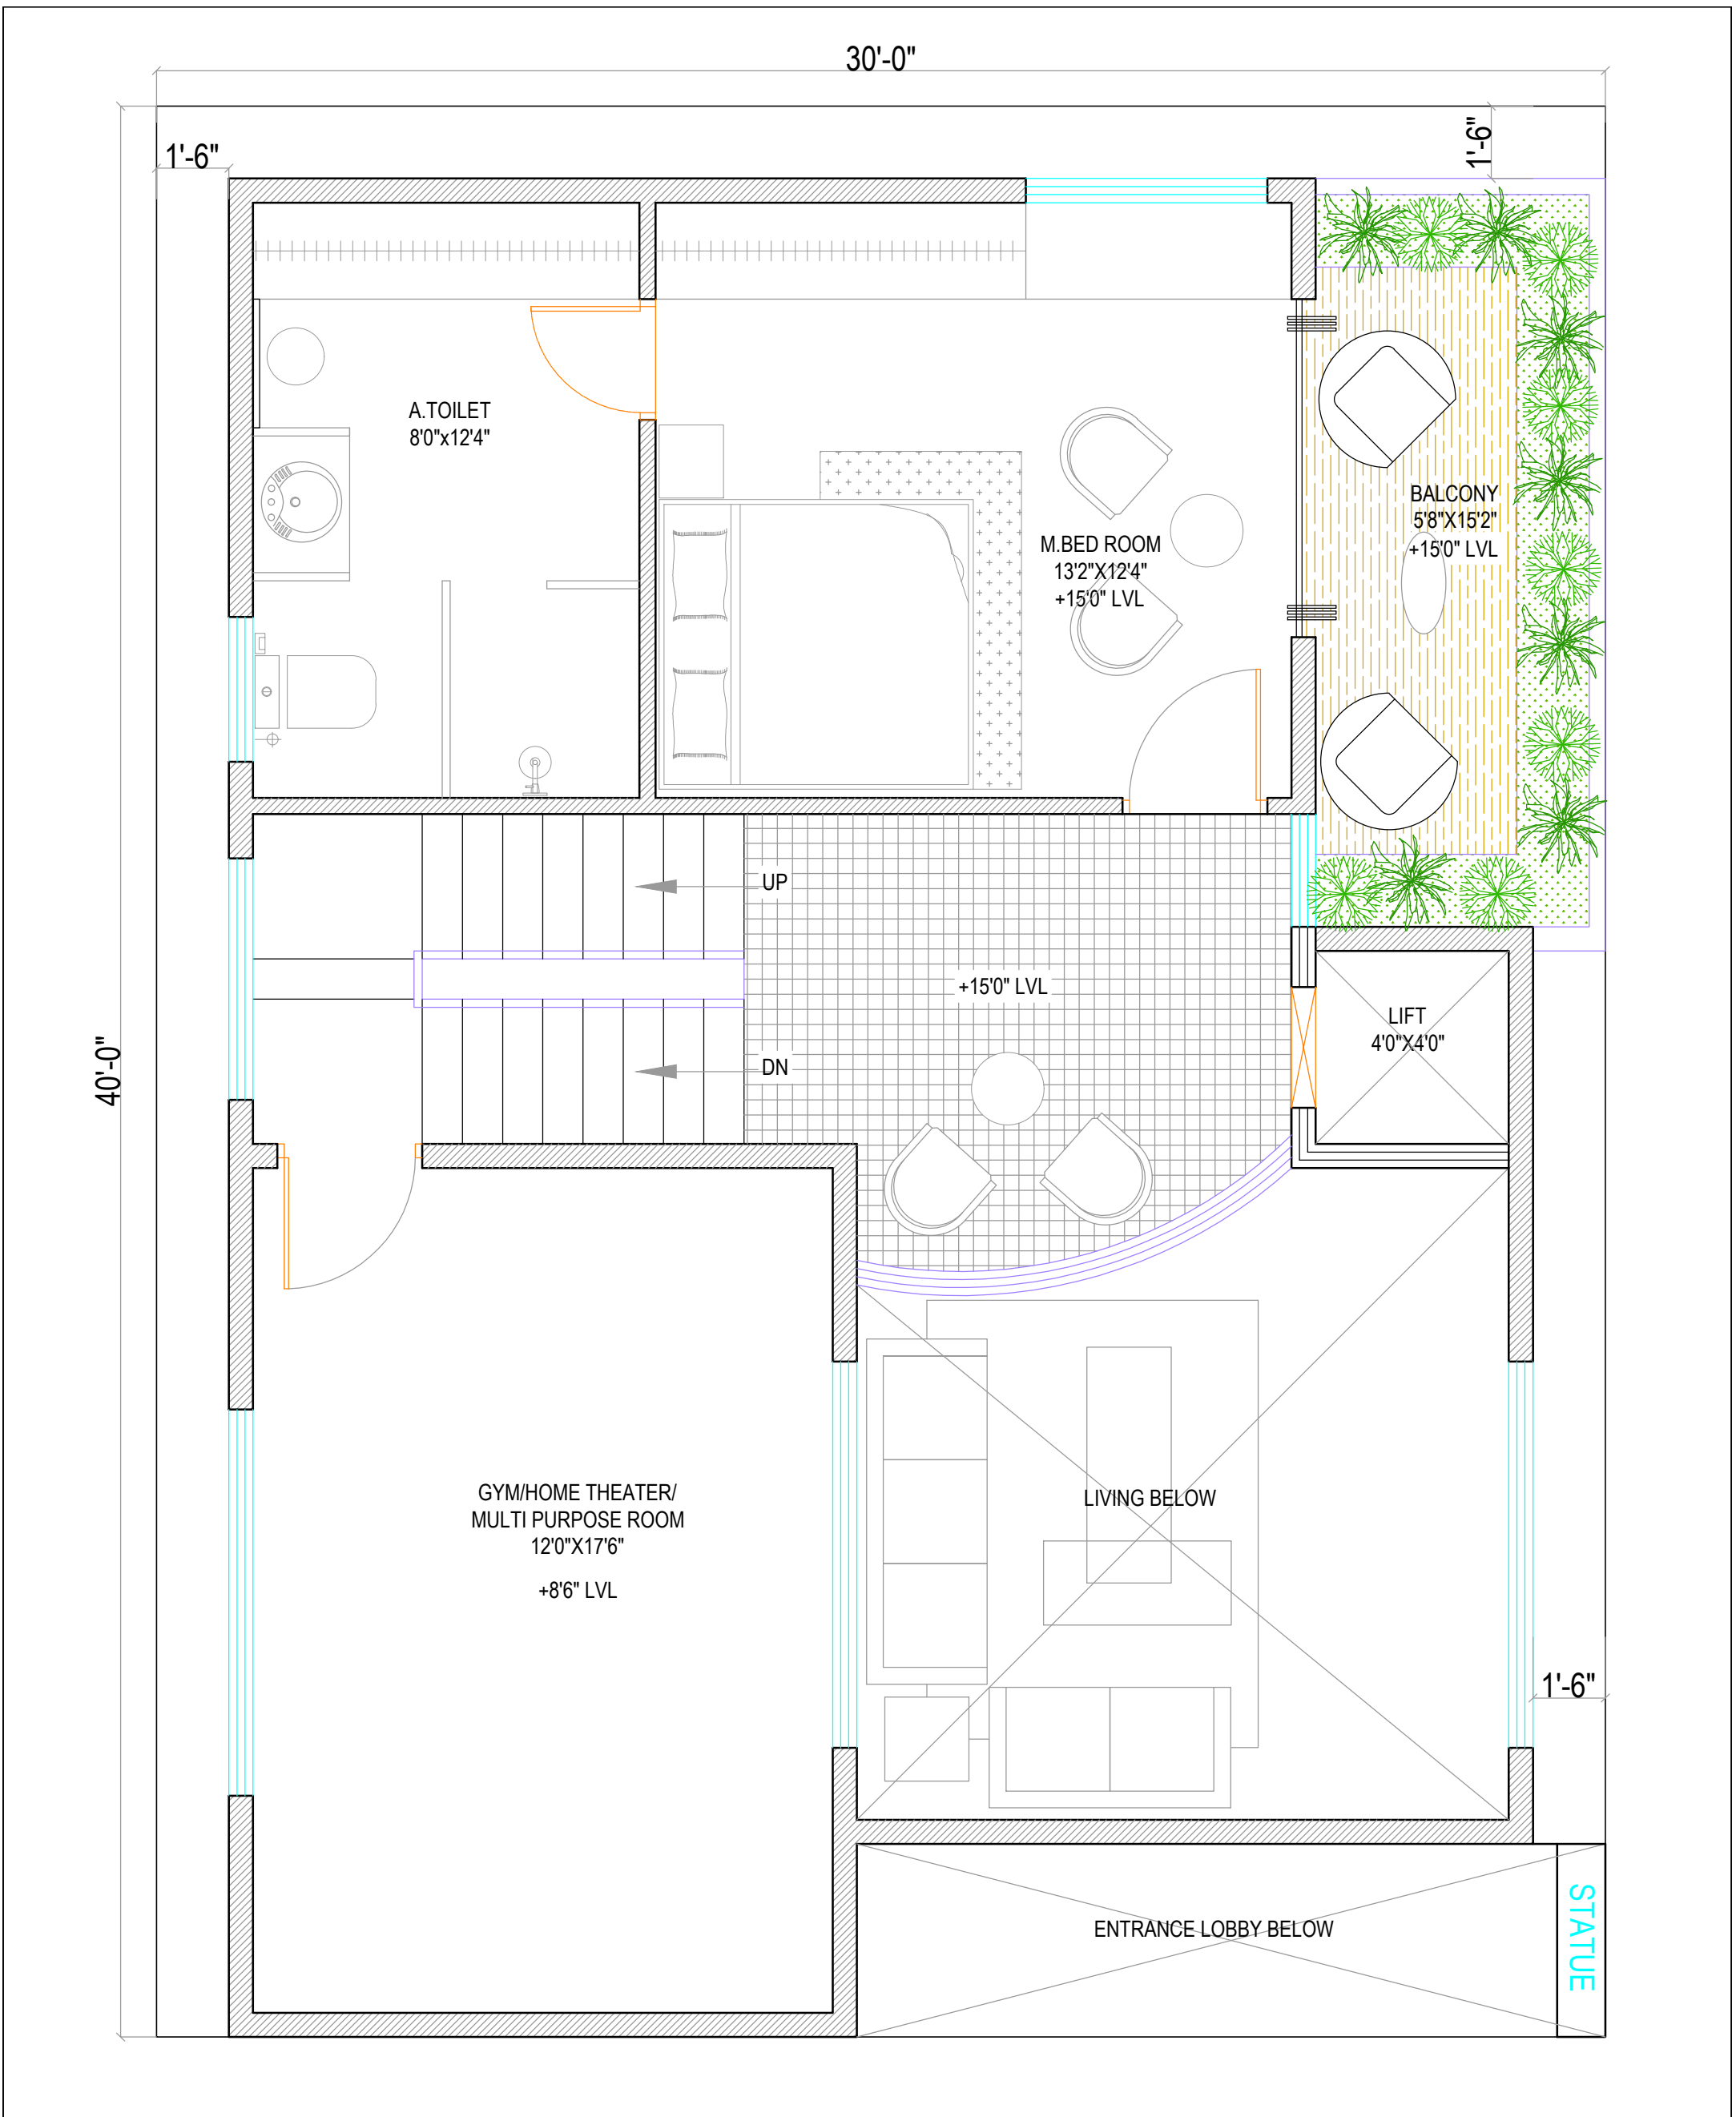 30'-0"
1'-6"
1'-6"
A.TOILET
8'0"x12'4"
BALCONY
5'8"X15'2"
+15'0" LVL
M.BED ROOM
13'2"X12'4"
+15'0" LVL
UP
+15'0" LVL
LIFT
4'0"X4'0"
40'-0"
DN
GYM/HOME THEATER/
MULTI PURPOSE ROOM
12'0"X17'6"
+8'6" LVL
LIVING BELOW
1'-6"
ENTRANCE LOBBY BELOW
STATUE